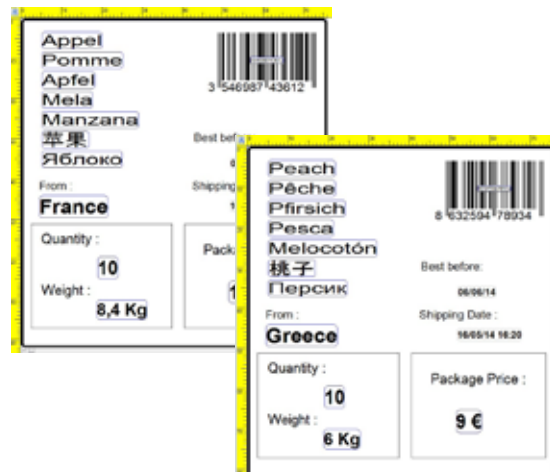 Appel
Pomme
Apfel
Mela
Manzana
苹果
Яблоко
3 546987 43612
Best
From :
Shipping
France
Quantity :
10
Weight :
8,4 Kg
Peach
Pêche
Pfirsich
Pesca
Melocotón
桃子
Персик
8 632594 78934
Best before:
06/06/14
From :
Shipping Date :
Greece
16/05/14 16:20
Quantity :
10
Weight :
6 Kg
Package Price :
9 €